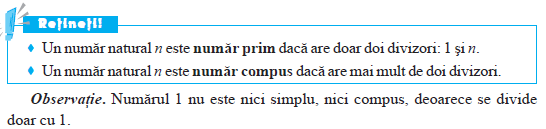 Reţineţi!
♦ Un număr natural n este număr prim dacă are doar doi divizori: 1 şi n.
♦ Un număr natural n este număr compus dacă are mai mult de doi divizori.
Observaţie. Numărul 1 nu este nici simplu, nici compus, deoarece se divide
doar cu 1.